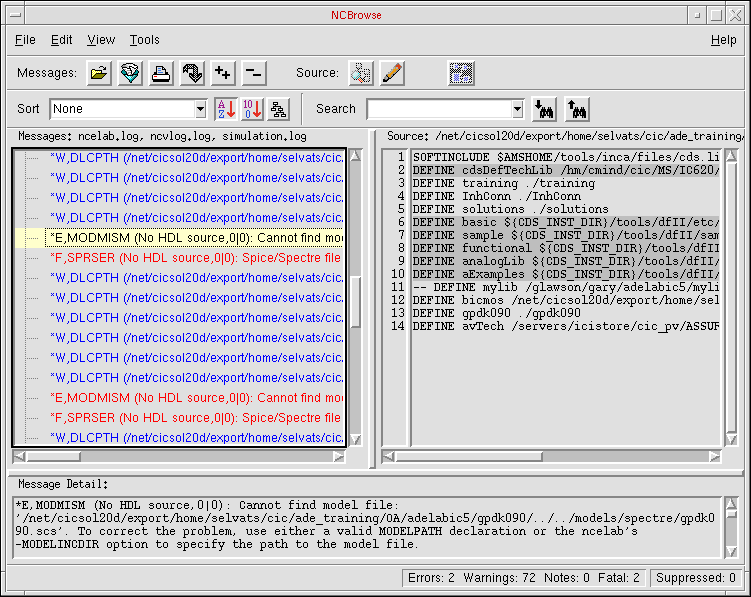 NCBrowse
File Edit View Tools Help
Messages: Source:
Sort None Search
Messages: ncelab.log, ncvlog.log, simulation.log
*W,DLCPTH (/net/cicsol20d/export/home/selvats/cic.
*W,DLCPTH (/net/cicsol20d/export/home/selvats/cic.
*W,DLCPTH (/net/cicsol20d/export/home/selvats/cic.
*W,DLCPTH (/net/cicsol20d/export/home/selvats/cic.
*E,MODMISM (No HDL source,0|0): Cannot find mo
*F,SPRSER (No HDL source,0|0): Spice/Spectre file
*W,DLCPTH (/net/cicsol20d/export/home/selvats/cic.
*W,DLCPTH (/net/cicsol20d/export/home/selvats/cic.
*W,DLCPTH (/net/cicsol20d/export/home/selvats/cic.
*W,DLCPTH (/net/cicsol20d/export/home/selvats/cic.
*W,DLCPTH (/net/cicsol20d/export/home/selvats/cic.
*W,DLCPTH (/net/cicsol20d/export/home/selvats/cic.
*E,MODMISM (No HDL source,0|0): Cannot find mo
*F,SPRSER (No HDL source,0|0): Spice/Spectre file
*W,DLCPTH (/net/cicsol20d/export/home/selvats/cic.
Source: /net/cicsol20d/export/home/selvats/cic/ade_training/
1 SOFTINCLUDE $AMSHOME/tools/inca/files/cds.li
2 DEFINE cdsDefTechLib /hm/cmind/cic/MS/IC620/
3 DEFINE training ./training
4 DEFINE InhConn ./InhConn
5 DEFINE solutions ./solutions
6 DEFINE basic ${CDS_INST_DIR}/tools/dfII/etc/
7 DEFINE sample ${CDS_INST_DIR}/tools/dfII/sam
8 DEFINE functional ${CDS_INST_DIR}/tools/dfII
9 DEFINE analogLib ${CDS_INST_DIR}/tools/dfII/
10 DEFINE aExamples ${CDS_INST_DIR}/tools/dfII/
11 -- DEFINE mylib /glawson/gary/adelabic5/myli
12 DEFINE bicmos /net/cicsol20d/export/home/sel
13 DEFINE gpdk090 ./gpdk090
14 DEFINE avTech /servers/icistore/cic_pv/ASSUR
Message Detail:
*E,MODMISM (No HDL source,0|0): Cannot find model file:
'/net/cicsol20d/export/home/selvats/cic/ade_training/OA/adelabic5/gpdk090/../../models/spectre/gpdk0
90.scs'. To correct the problem, use either a valid MODELPATH declaration or the ncelab's
-MODELINCDIR option to specify the path to the model file.
Errors: 2 Warnings: 72 Notes: 0 Fatal: 2 Suppressed: 0